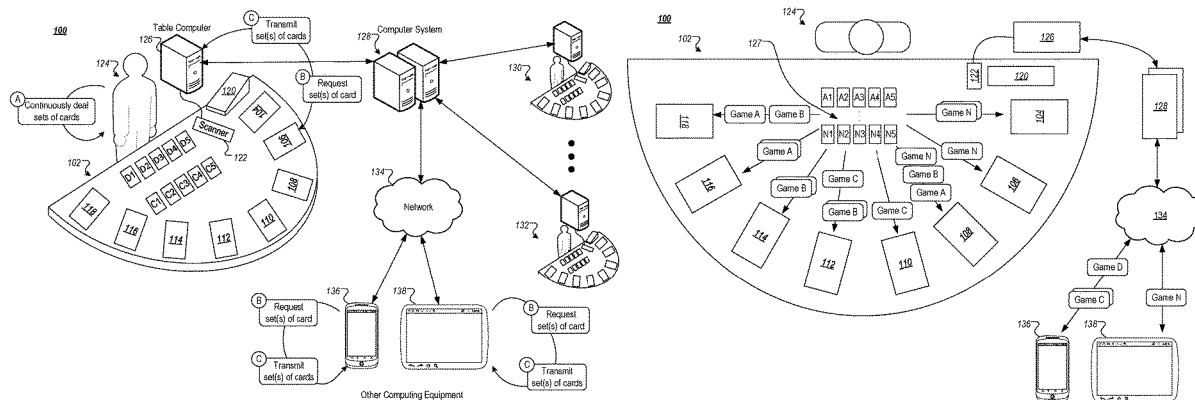 100
Table Computer
126
C
Transmit
set(s) of cards
Computer System
128
124
A
Continuously deal
sets of cards
120
B
Request
set(s) of card
104
106
Scanner
122
102
D1 D2 D3 D4 D5
C1 C2 C3 C4 C5
108
110
112
114
116
118
130
132
134
Network
136
138
B
Request
set(s) of card
C
Transmit
set(s) of cards
B
Request
set(s) of card
C
Transmit
set(s) of cards
Other Computing Equipment
100
124
126
127
102
122
120
128
A1 A2 A3 A4 A5
N1 N2 N3 N4 N5
118
Game A
Game B
Game N
104
Game A
Game N
Game N
116
Game B
Game C
Game B
106
Game A
114
Game B
Game C
108
112
110
134
Game D
Game C
Game N
136
138